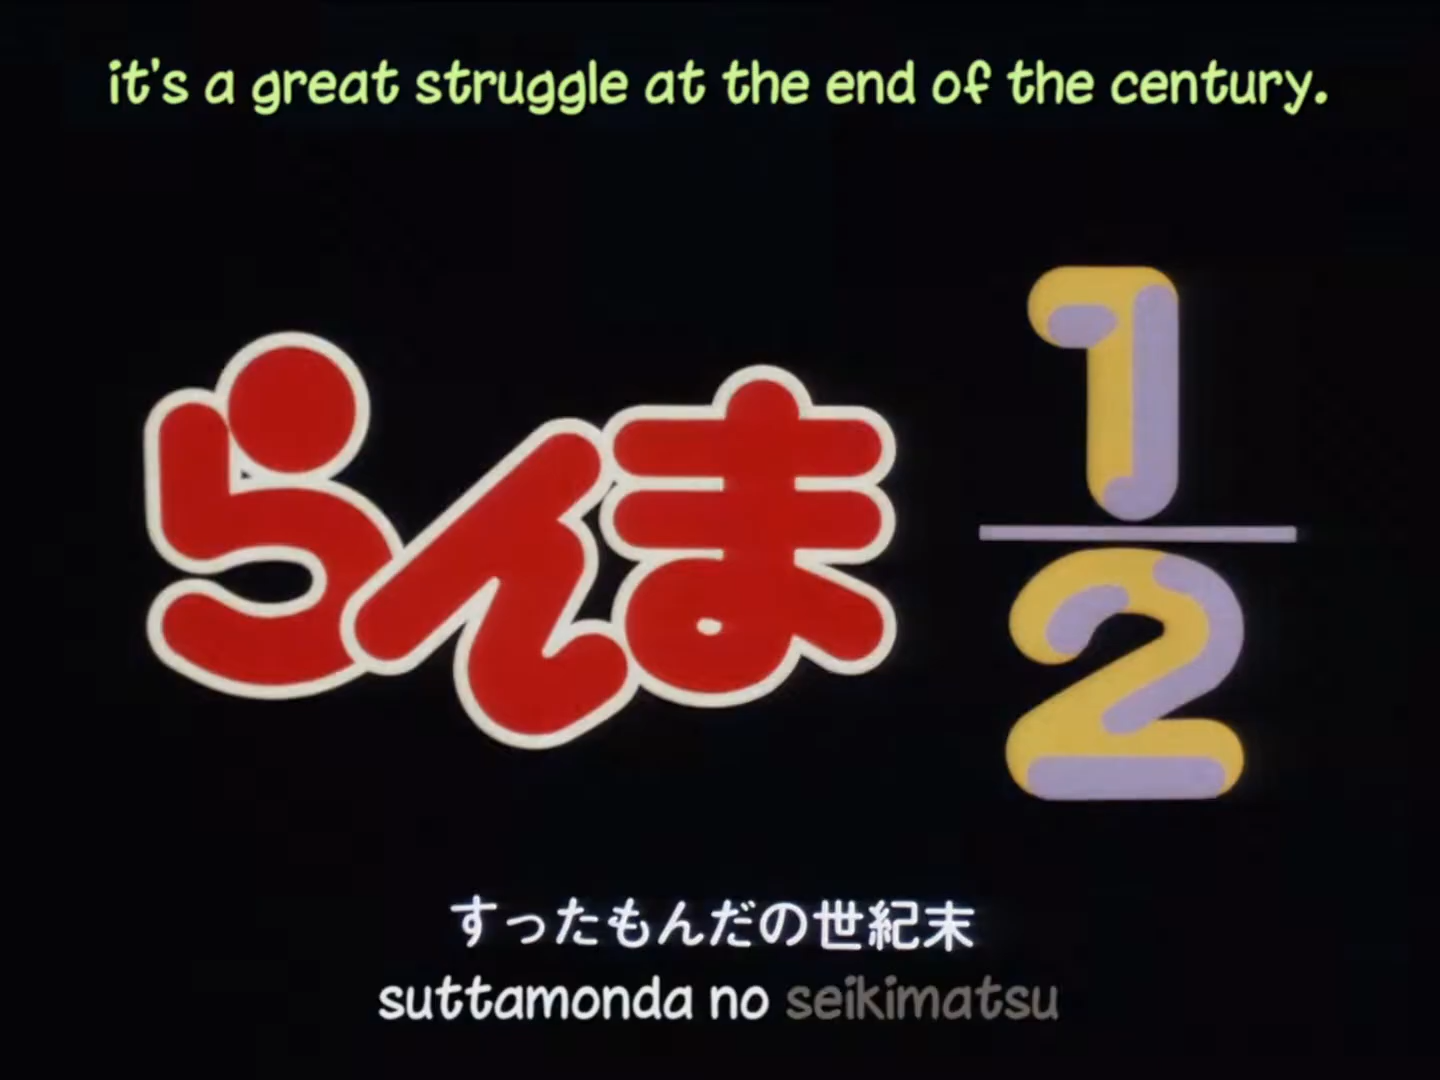 it's a great struggle at the end of the century.
らんま 1/2
すったもんだの世紀末
suttamonda no seikimatsu